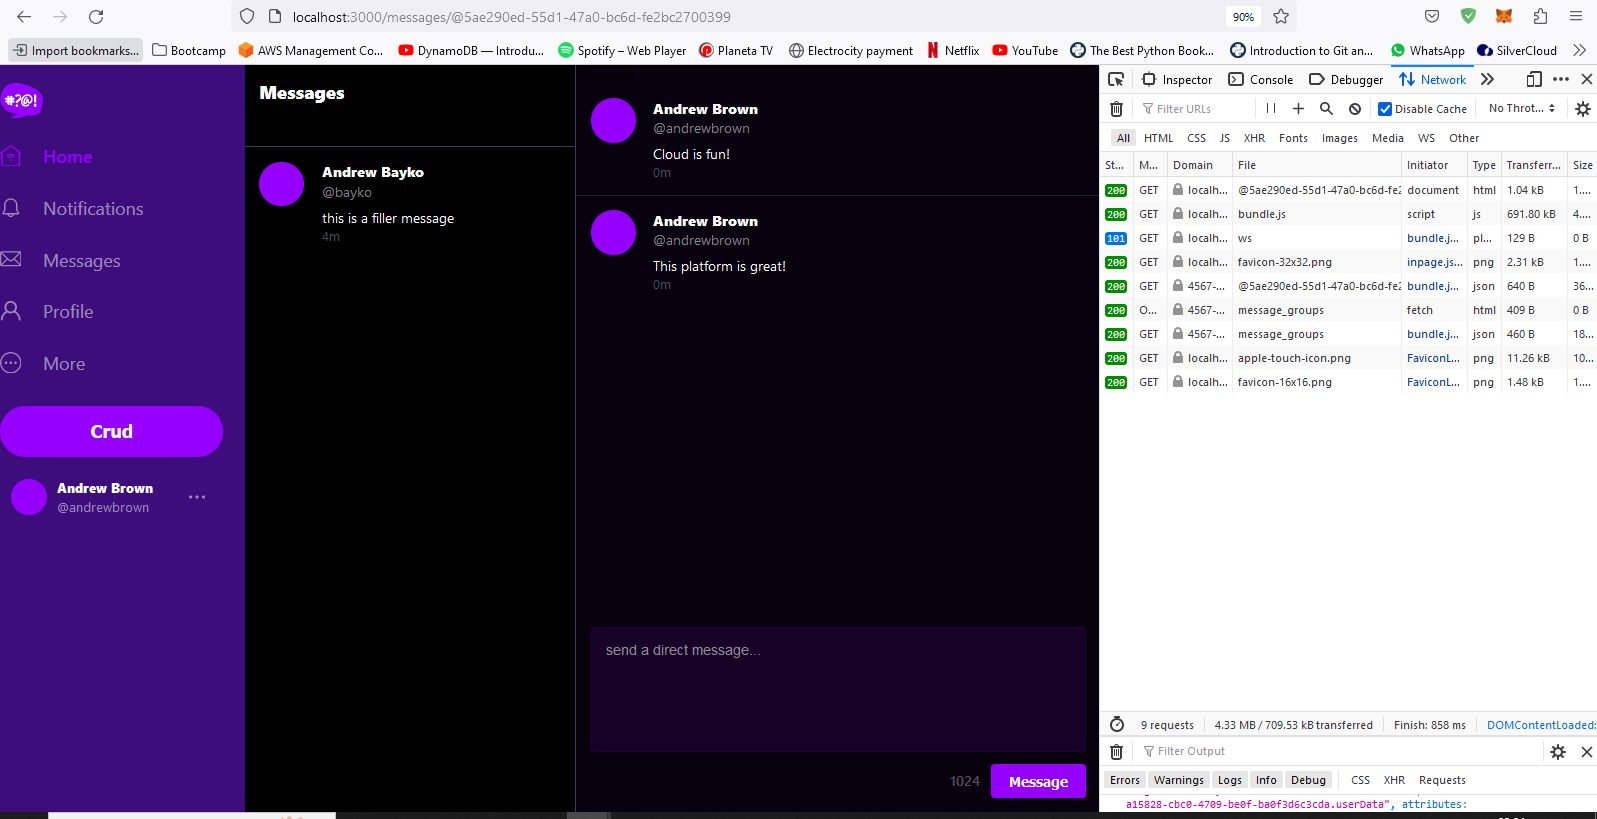 localhost:3000/messages/@5ae290ed-55d1-47a0-bc6d-fe2bc2700399
90%
Import bookmarks...
Bootcamp
AWS Management Co...
DynamoDB — Introdu...
Spotify – Web Player
Planeta TV
Electrocity payment
Netflix
YouTube
The Best Python Book...
Introduction to Git an...
WhatsApp
SilverCloud
#?@!
Home
Notifications
Messages
Profile
More
Crud
Andrew Brown
@andrewbrown
Messages
Andrew Bayko
@bayko
this is a filler message
4m
Andrew Brown
@andrewbrown
Cloud is fun!
0m
Andrew Brown
@andrewbrown
This platform is great!
0m
send a direct message...
1024
Message
Inspector
Console
Debugger
Network
Filter URLs
Disable Cache
No Throt...
All HTML CSS JS XHR Fonts Images Media WS Other
St... M... Domain File Initiator Type Transferr... Size
200 GET localh... @5ae290ed-55d1-47a0-bc6d-fe2 document html 1.04 kB 1....
200 GET localh... bundle.js script js 691.80 kB 4....
101 GET localh... ws bundle.j... pl... 129 B 0 B
200 GET localh... favicon-32x32.png inpage.js... png 2.31 kB 1....
200 GET 4567-... @5ae290ed-55d1-47a0-bc6d-fe2 bundle.j... json 640 B 36...
200 O... 4567-... message_groups fetch html 409 B 0 B
200 GET 4567-... message_groups bundle.j... json 460 B 18...
200 GET localh... apple-touch-icon.png FaviconL... png 11.26 kB 10...
200 GET localh... favicon-16x16.png FaviconL... png 1.48 kB 1....
9 requests
4.33 MB / 709.53 kB transferred
Finish: 858 ms
DOMContentLoaded:
Filter Output
Errors Warnings Logs Info Debug CSS XHR Requests
a15828-cbc0-4709-be0f-ba0f3d6c3cda.userData", attributes: